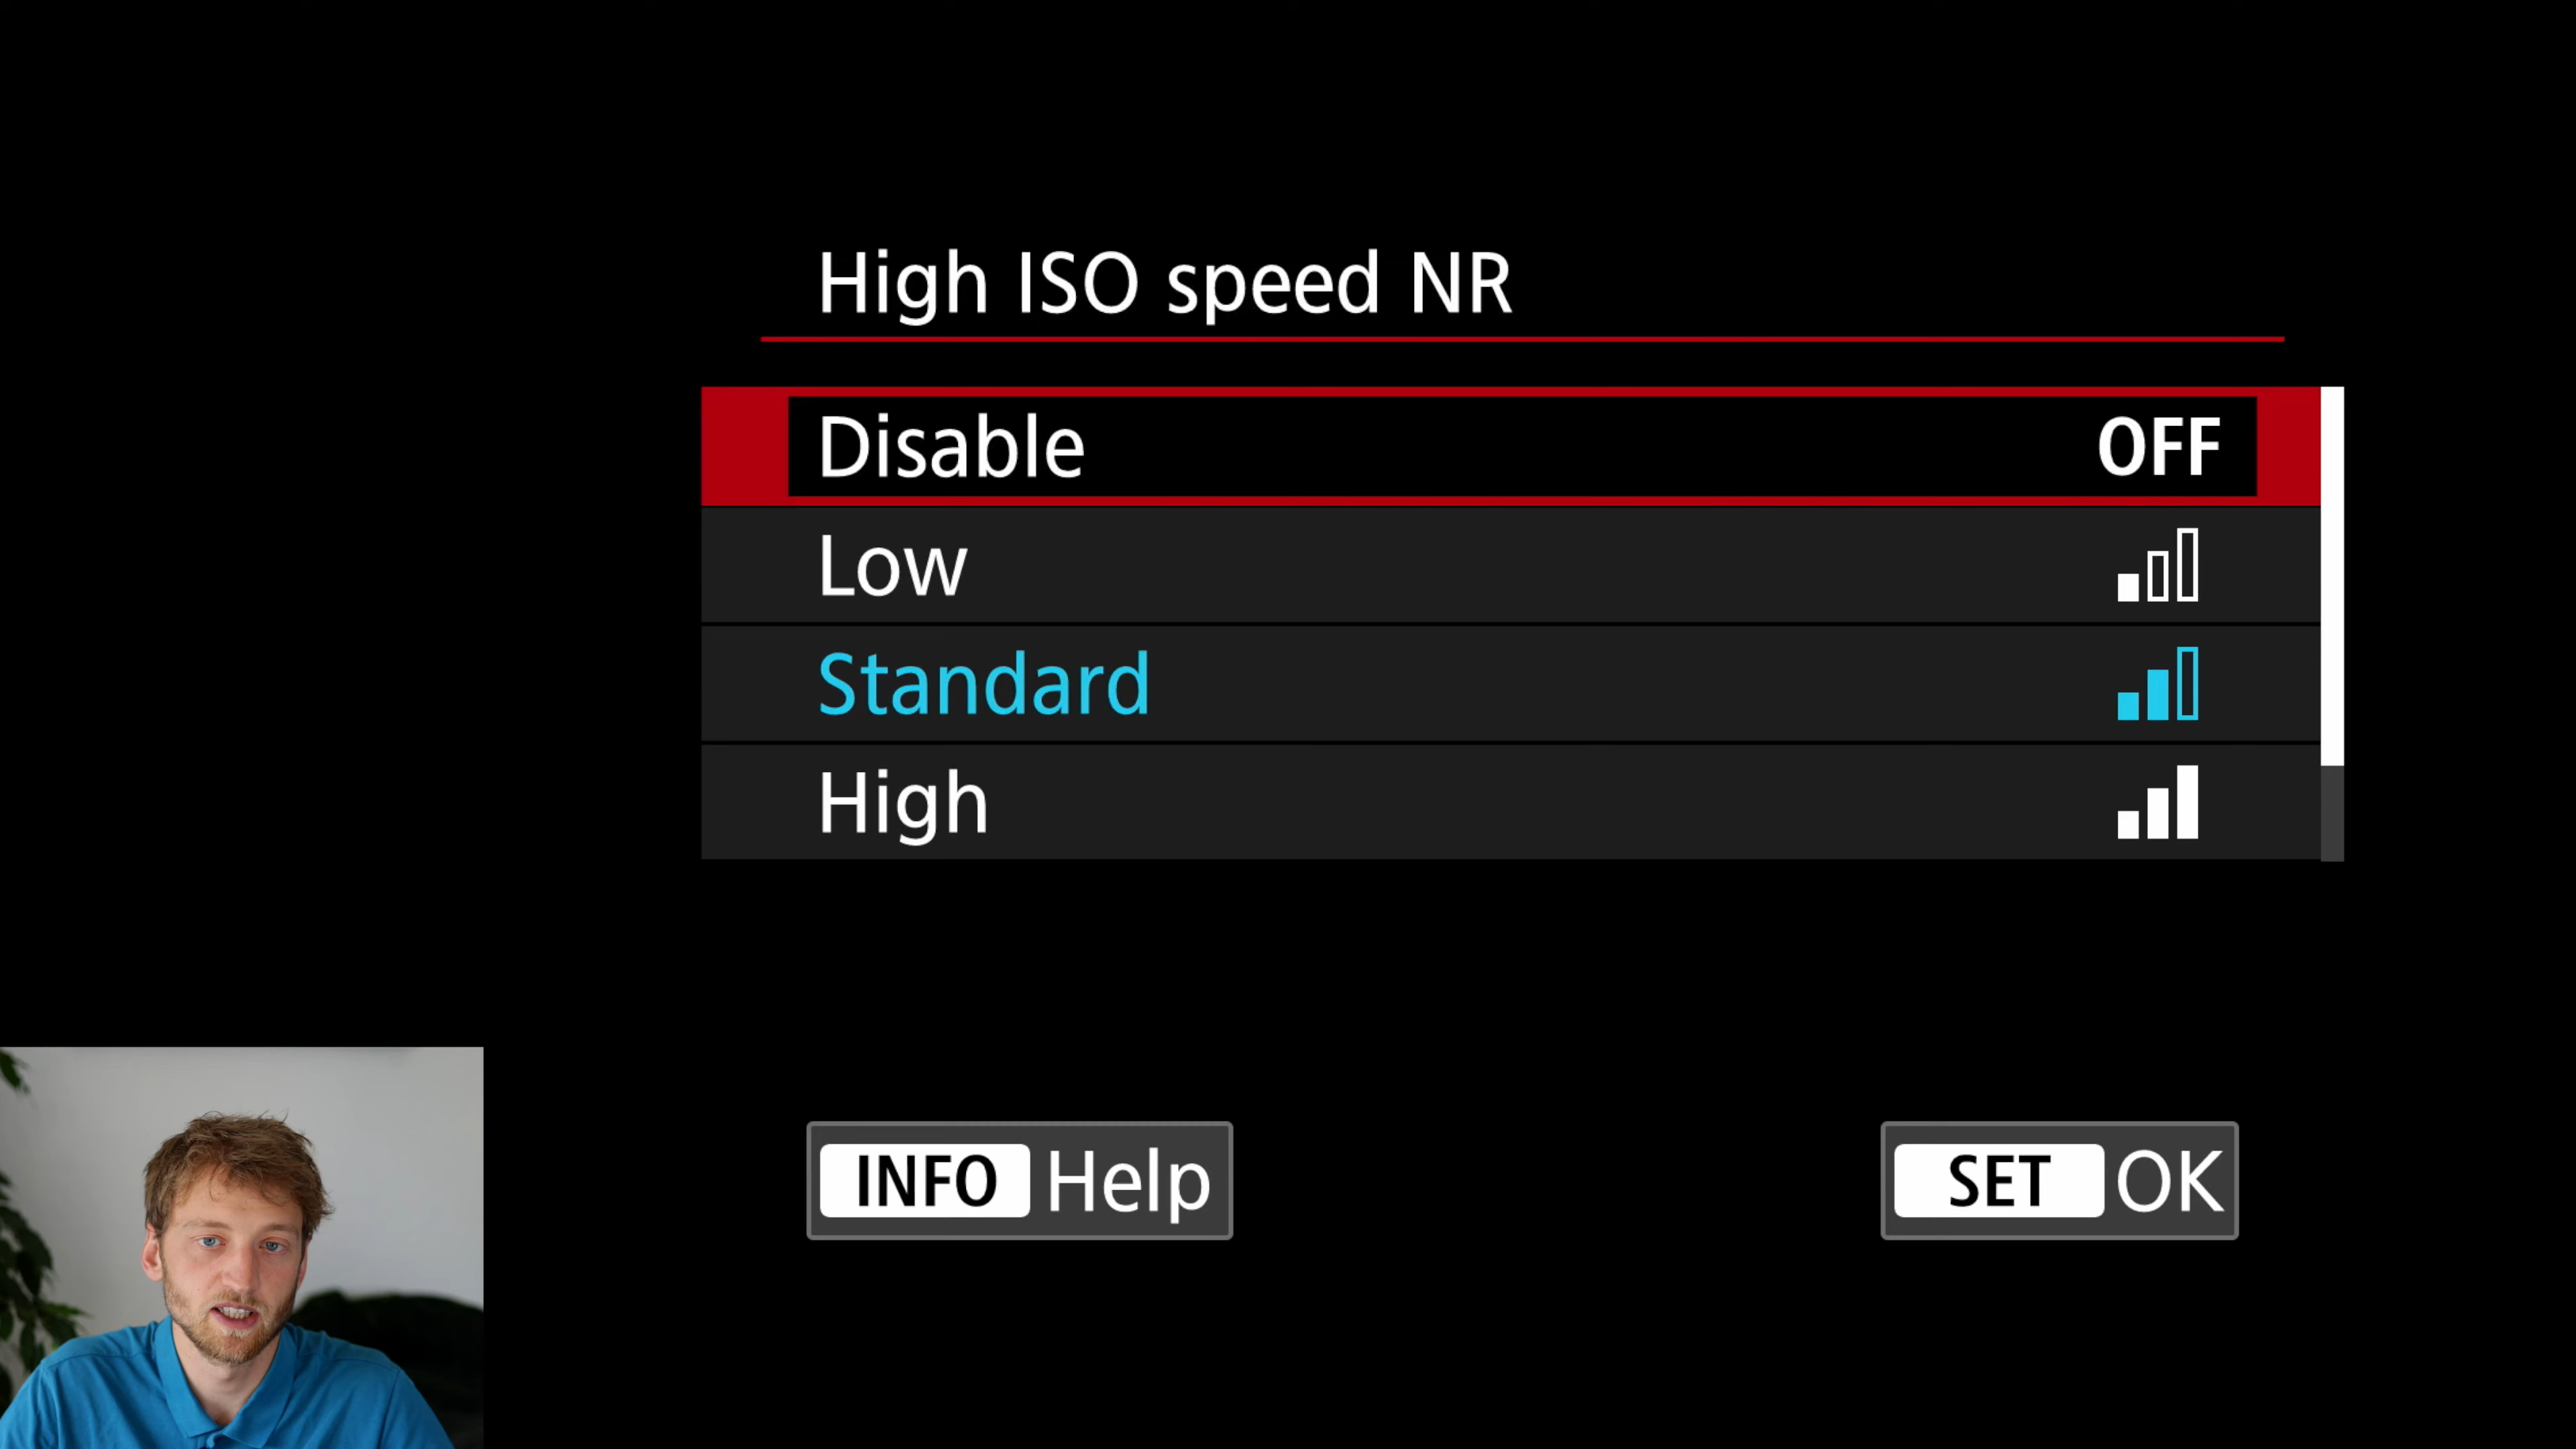 High ISO speed NR
Disable OFF
Low
Standard
High
INFO Help
SET OK